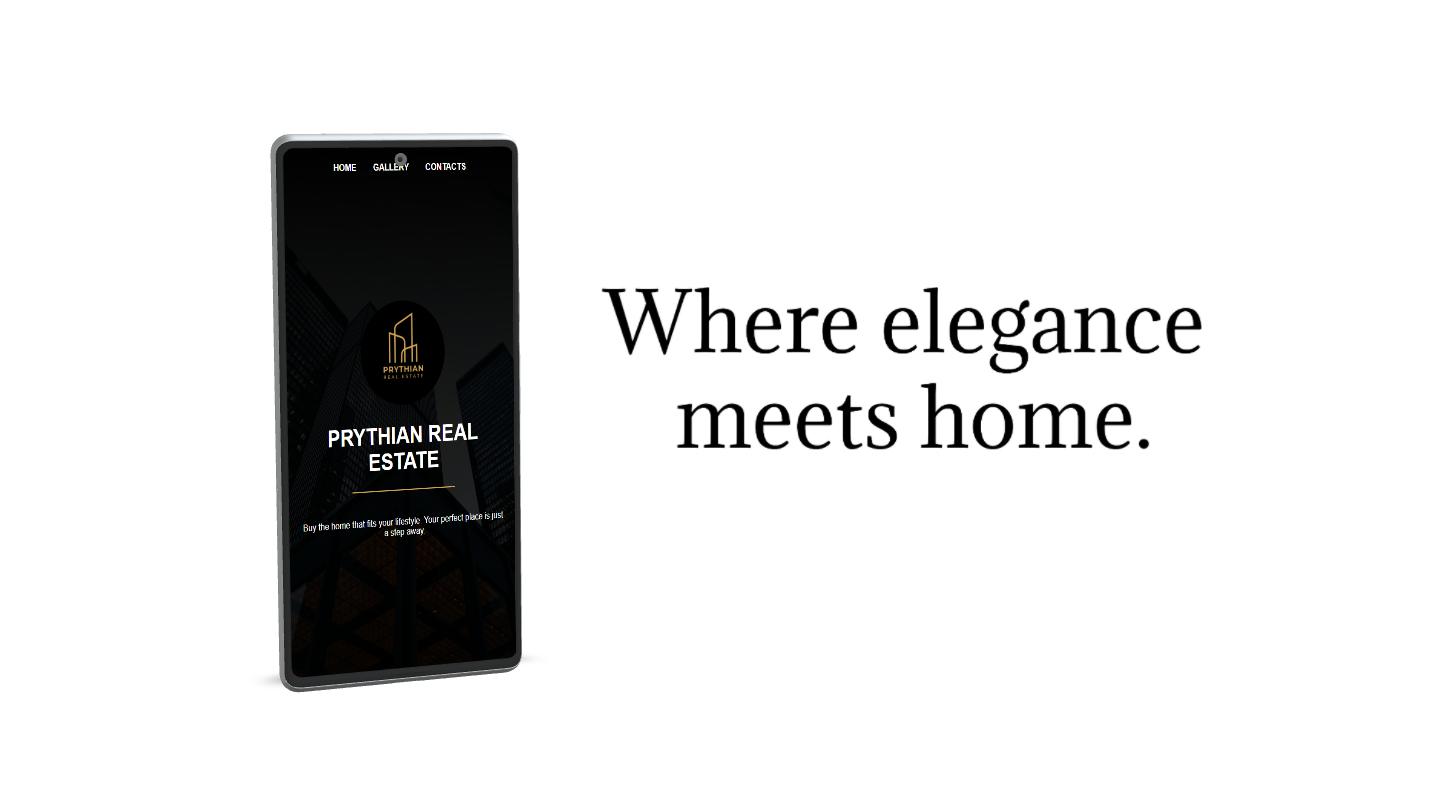 HOME GALLERY CONTACTS
PRYTHIAN
REAL ESTATE
PRYTHIAN REAL
ESTATE
Buy the home that fits your lifestyle. Your perfect place is just
a step away.
Where elegance
meets home.